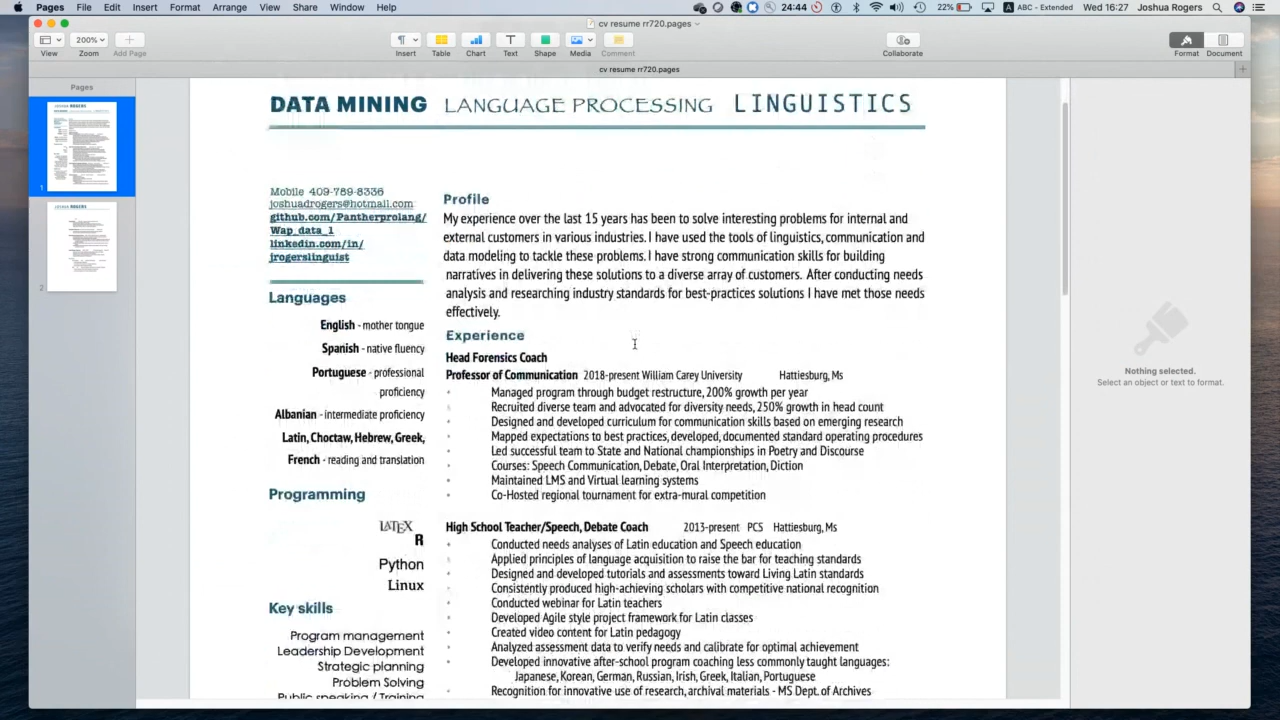 Pages File Edit Insert Format Arrange View Share Window Help 24:44 22% ABC - Extended Wed 16:27 Joshua Rogers
cv resume rr720.pages
200%
View Zoom Add Page Insert Table Chart Text Shape Media Comment Collaborate Format Document
cv resume rr720.pages
Pages
1
2
DATA MINING LANGUAGE PROCESSING LINGUISTICS
Mobile 409-789-8336
joshuadrogers@hotmail.com
github.com/Pantherprolang/
Wap_data_1
linkedin.com/in/
jrogerslinguist
Languages
English - mother tongue
Spanish - native fluency
Portuguese - professional
proficiency
Albanian - intermediate proficiency
Latin, Choctaw, Hebrew, Greek,
French - reading and translation
Programming
LATEX
R
Python
Linux
Key skills
Program management
Leadership Development
Strategic planning
Problem Solving
Public speaking / Training
Profile
My experience over the last 15 years has been to solve interesting problems for internal and
external customers in various industries. I have used the tools of linguistics, communication and
data modeling to tackle these problems. I have strong communication skills for building
narratives in delivering these solutions to a diverse array of customers. After conducting needs
analysis and researching industry standards for best-practices solutions I have met those needs
effectively.
Experience
Head Forensics Coach
Professor of Communication 2018-present William Carey University Hattiesburg, Ms
Managed program through budget restructure, 200% growth per year
Recruited diverse team and advocated for diversity needs, 250% growth in head count
Designed and developed curriculum for communication skills based on emerging research
Mapped expectations to best practices, developed, documented standard operating procedures
Led successful team to State and National championships in Poetry and Discourse
Courses: Speech Communication, Debate, Oral Interpretation, Diction
Maintained LMS and Virtual learning systems
Co-Hosted regional tournament for extra-mural competition
High School Teacher/Speech, Debate Coach 2013-present PCS Hattiesburg, Ms
Conducted needs analyses of Latin education and Speech education
Applied principles of language acquisition to raise the bar for teaching standards
Designed and developed tutorials and assessments toward Living Latin standards
Consistently produced high-achieving scholars with competitive national recognition
Conducted webinar for Latin teachers
Developed Agile style project framework for Latin classes
Created video content for Latin pedagogy
Analyzed assessment data to verify needs and calibrate for optimal achievement
Developed innovative after-school program coaching less commonly taught languages:
Japanese, Korean, German, Russian, Irish, Greek, Italian, Portuguese
Recognition for innovative use of research, archival materials - MS Dept. of Archives
Nothing selected.
Select an object or text to format.